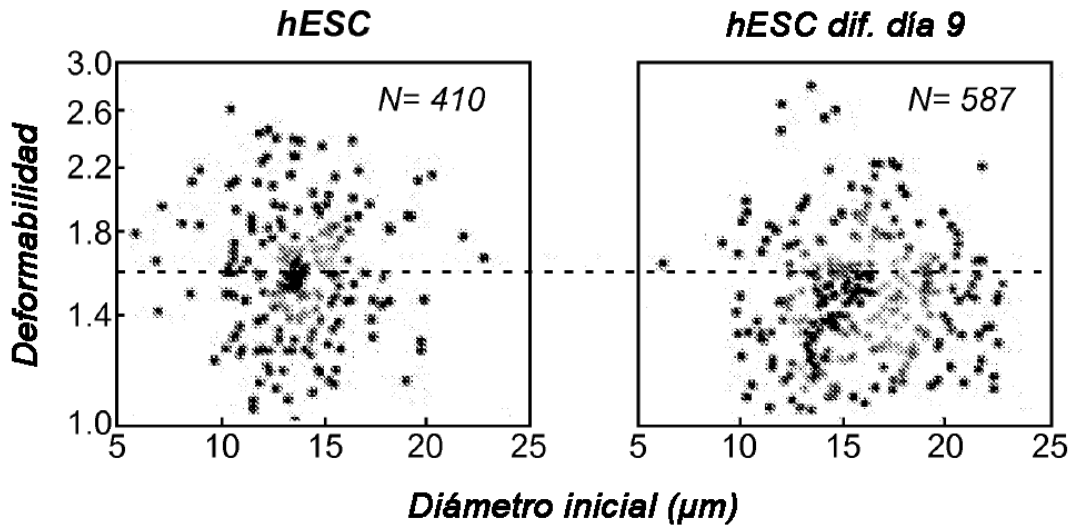 hESC
hESC dif. día 9
3.0
2.6
2.2
1.8
1.4
1.0
Deformabilidad
N= 410
N= 587
5
10
15
20
25
5
10
15
20
25
Diámetro inicial (µm)